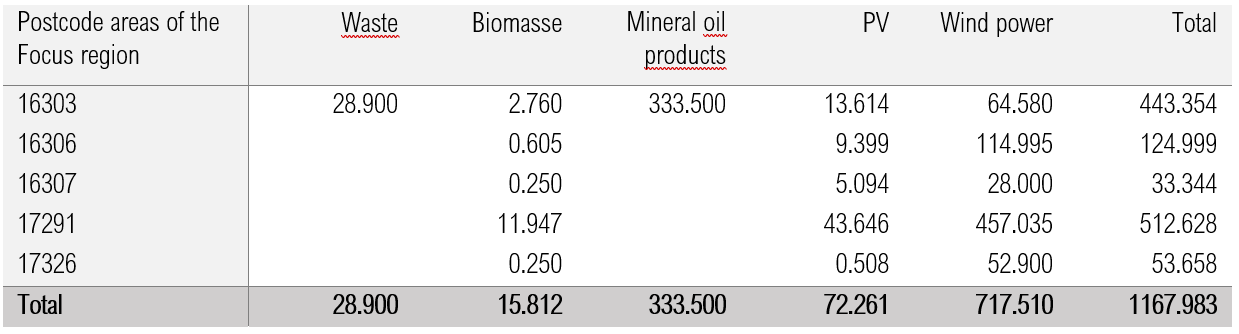 Postcode areas of the Focus region Waste Biomasse Mineral oil products PV Wind power Total
16303 28.900 2.760 333.500 13.614 64.580 443.354
16306 0.605 9.399 114.995 124.999
16307 0.250 5.094 28.000 33.344
17291 11.947 43.646 457.035 512.628
17326 0.250 0.508 52.900 53.658
Total 28.900 15.812 333.500 72.261 717.510 1167.983